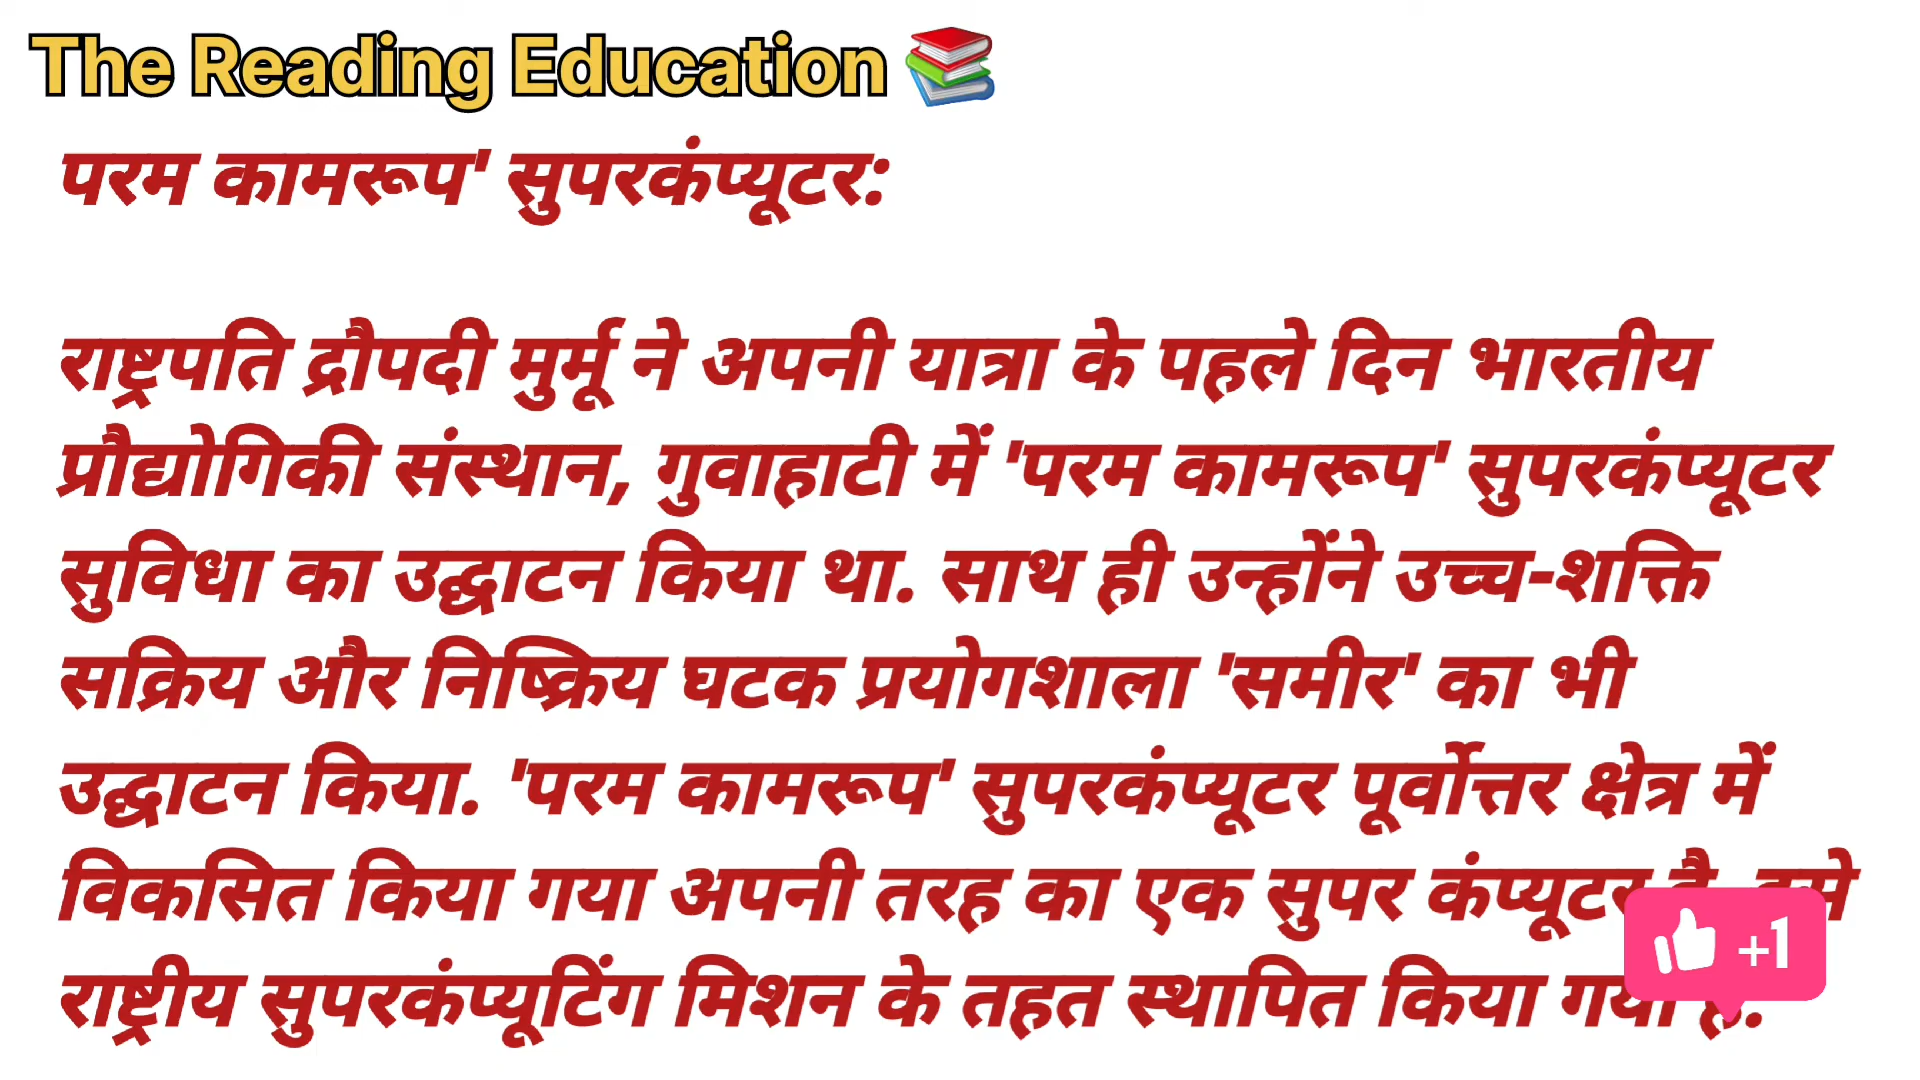 The Reading Education
परम कामरूप' सुपरकंप्यूटर:
राष्ट्रपति द्रौपदी मुर्मू ने अपनी यात्रा के पहले दिन भारतीय
प्रौद्योगिकी संस्थान, गुवाहाटी में 'परम कामरूप' सुपरकंप्यूटर
सुविधा का उद्घाटन किया था. साथ ही उन्होंने उच्च-शक्ति
सक्रिय और निष्क्रिय घटक प्रयोगशाला 'समीर' का भी
उद्घाटन किया. 'परम कामरूप' सुपरकंप्यूटर पूर्वोत्तर क्षेत्र में
विकसित किया गया अपनी तरह का एक सुपर कंप्यूटर
राष्ट्रीय सुपरकंप्यूटिंग मिशन के तहत स्थापित किया गया
+1